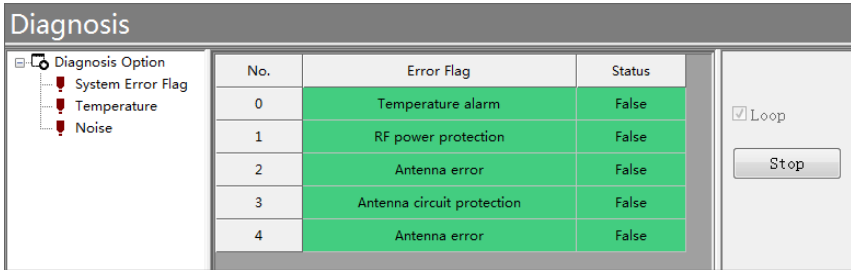 Diagnosis
Diagnosis Option
System Error Flag
Temperature
Noise
No. Error Flag Status
0 Temperature alarm False
1 RF power protection False
2 Antenna error False
3 Antenna circuit protection False
4 Antenna error False
Loop
Stop